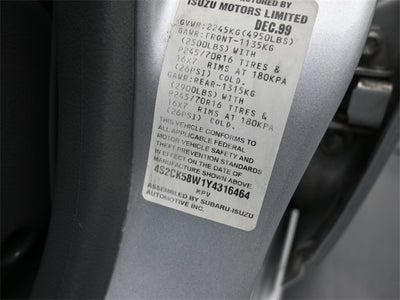 ISUZU MOTORS LIMITED
DEC.99
GVWR: 2245KG(4950LBS)
GAWR:FRONT-1135KG
(2500LBS)WITH
P245/70R16 TIRES &
16X7 RIMS AT 180KPA
(26PSI) COLD.
GAWR:REAR-1315KG
(2900LBS)WITH
P245/70R16 TIRES &
16X7 RIMS AT 180KPA
(26PSI) COLD.
THIS VEHICLE CONFORMS TO
ALL APPLICABLE FEDERAL
MOTOR VEHICLE SAFETY AND
THEFT PREVENTION STANDARDS
IN EFFECT ON THE DATE OF
MANUFACTURE SHOWN ABOVE
4S2CK58W1Y4316464
MPV
ASSEMBLED BY SUBARU-ISUZU
AUTOMOTIVE INC.